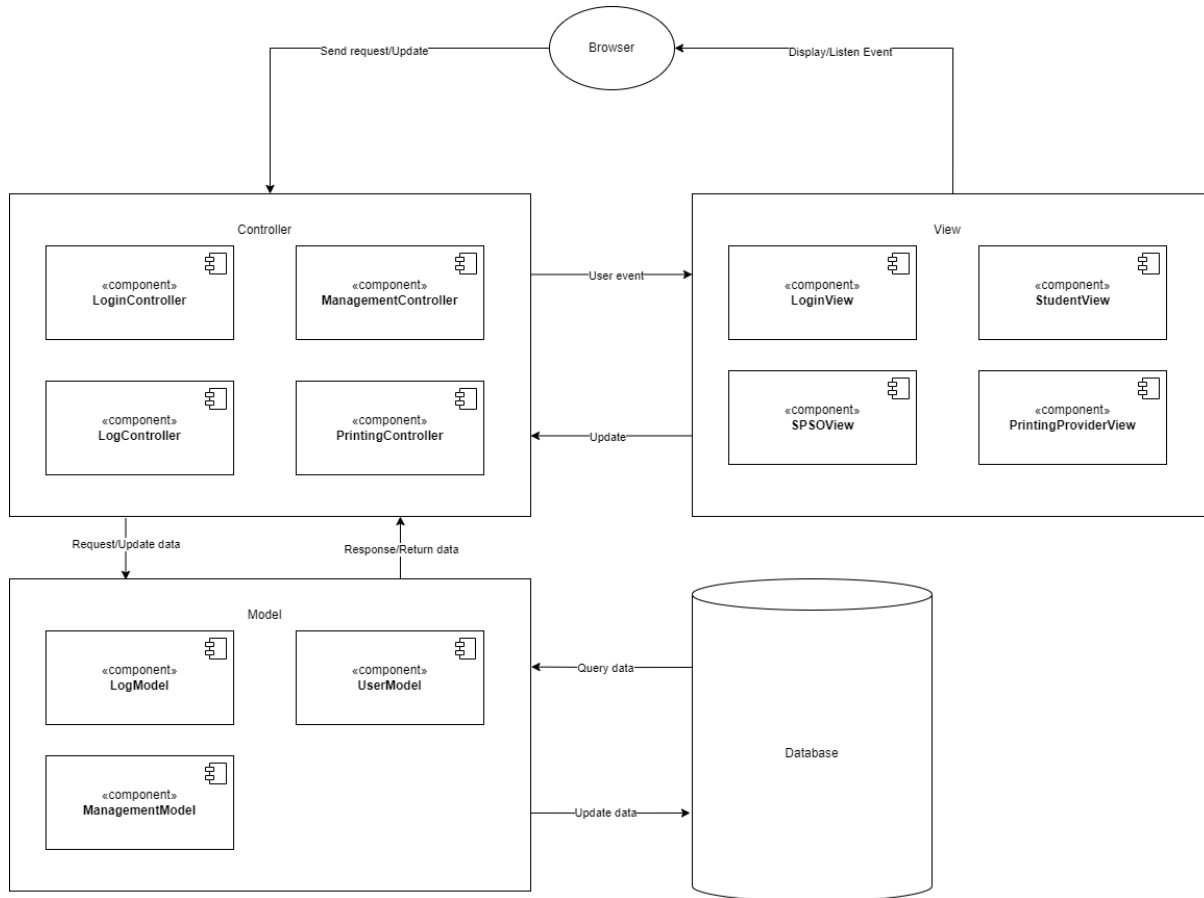 Browser
Send request/Update
Display/Listen Event
Controller
«component»
LoginController
«component»
ManagementController
«component»
LogController
«component»
PrintingController
User event
Update
View
«component»
LoginView
«component»
StudentView
«component»
SPSOView
«component»
PrintingProviderView
Request/Update data
Response/Return data
Model
«component»
LogModel
«component»
UserModel
«component»
ManagementModel
Query data
Update data
Database